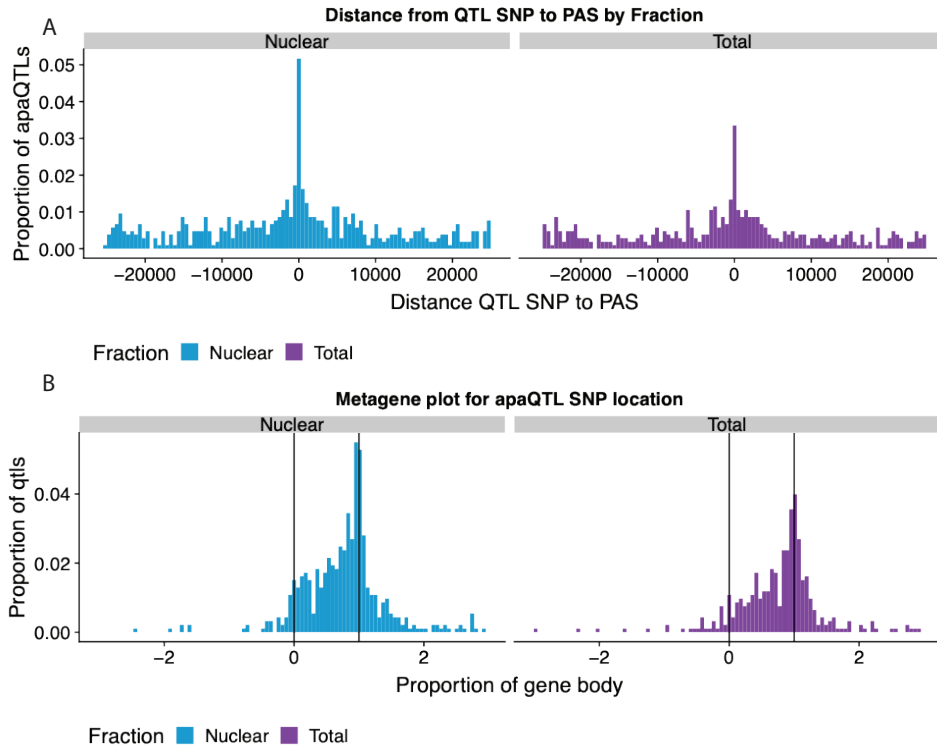 A
Distance from QTL SNP to PAS by Fraction
Nuclear
Total
Proportion of apaQTLs
0.05
0.04
0.03
0.02
0.01
0.00
−20000 −10000 0 10000 20000
−20000 −10000 0 10000 20000
Distance QTL SNP to PAS
Fraction Nuclear Total
B
Metagene plot for apaQTL SNP location
Nuclear
Total
Proportion of qtls
0.04
0.02
0.00
−2 0 2
−2 0 2
Proportion of gene body
Fraction Nuclear Total